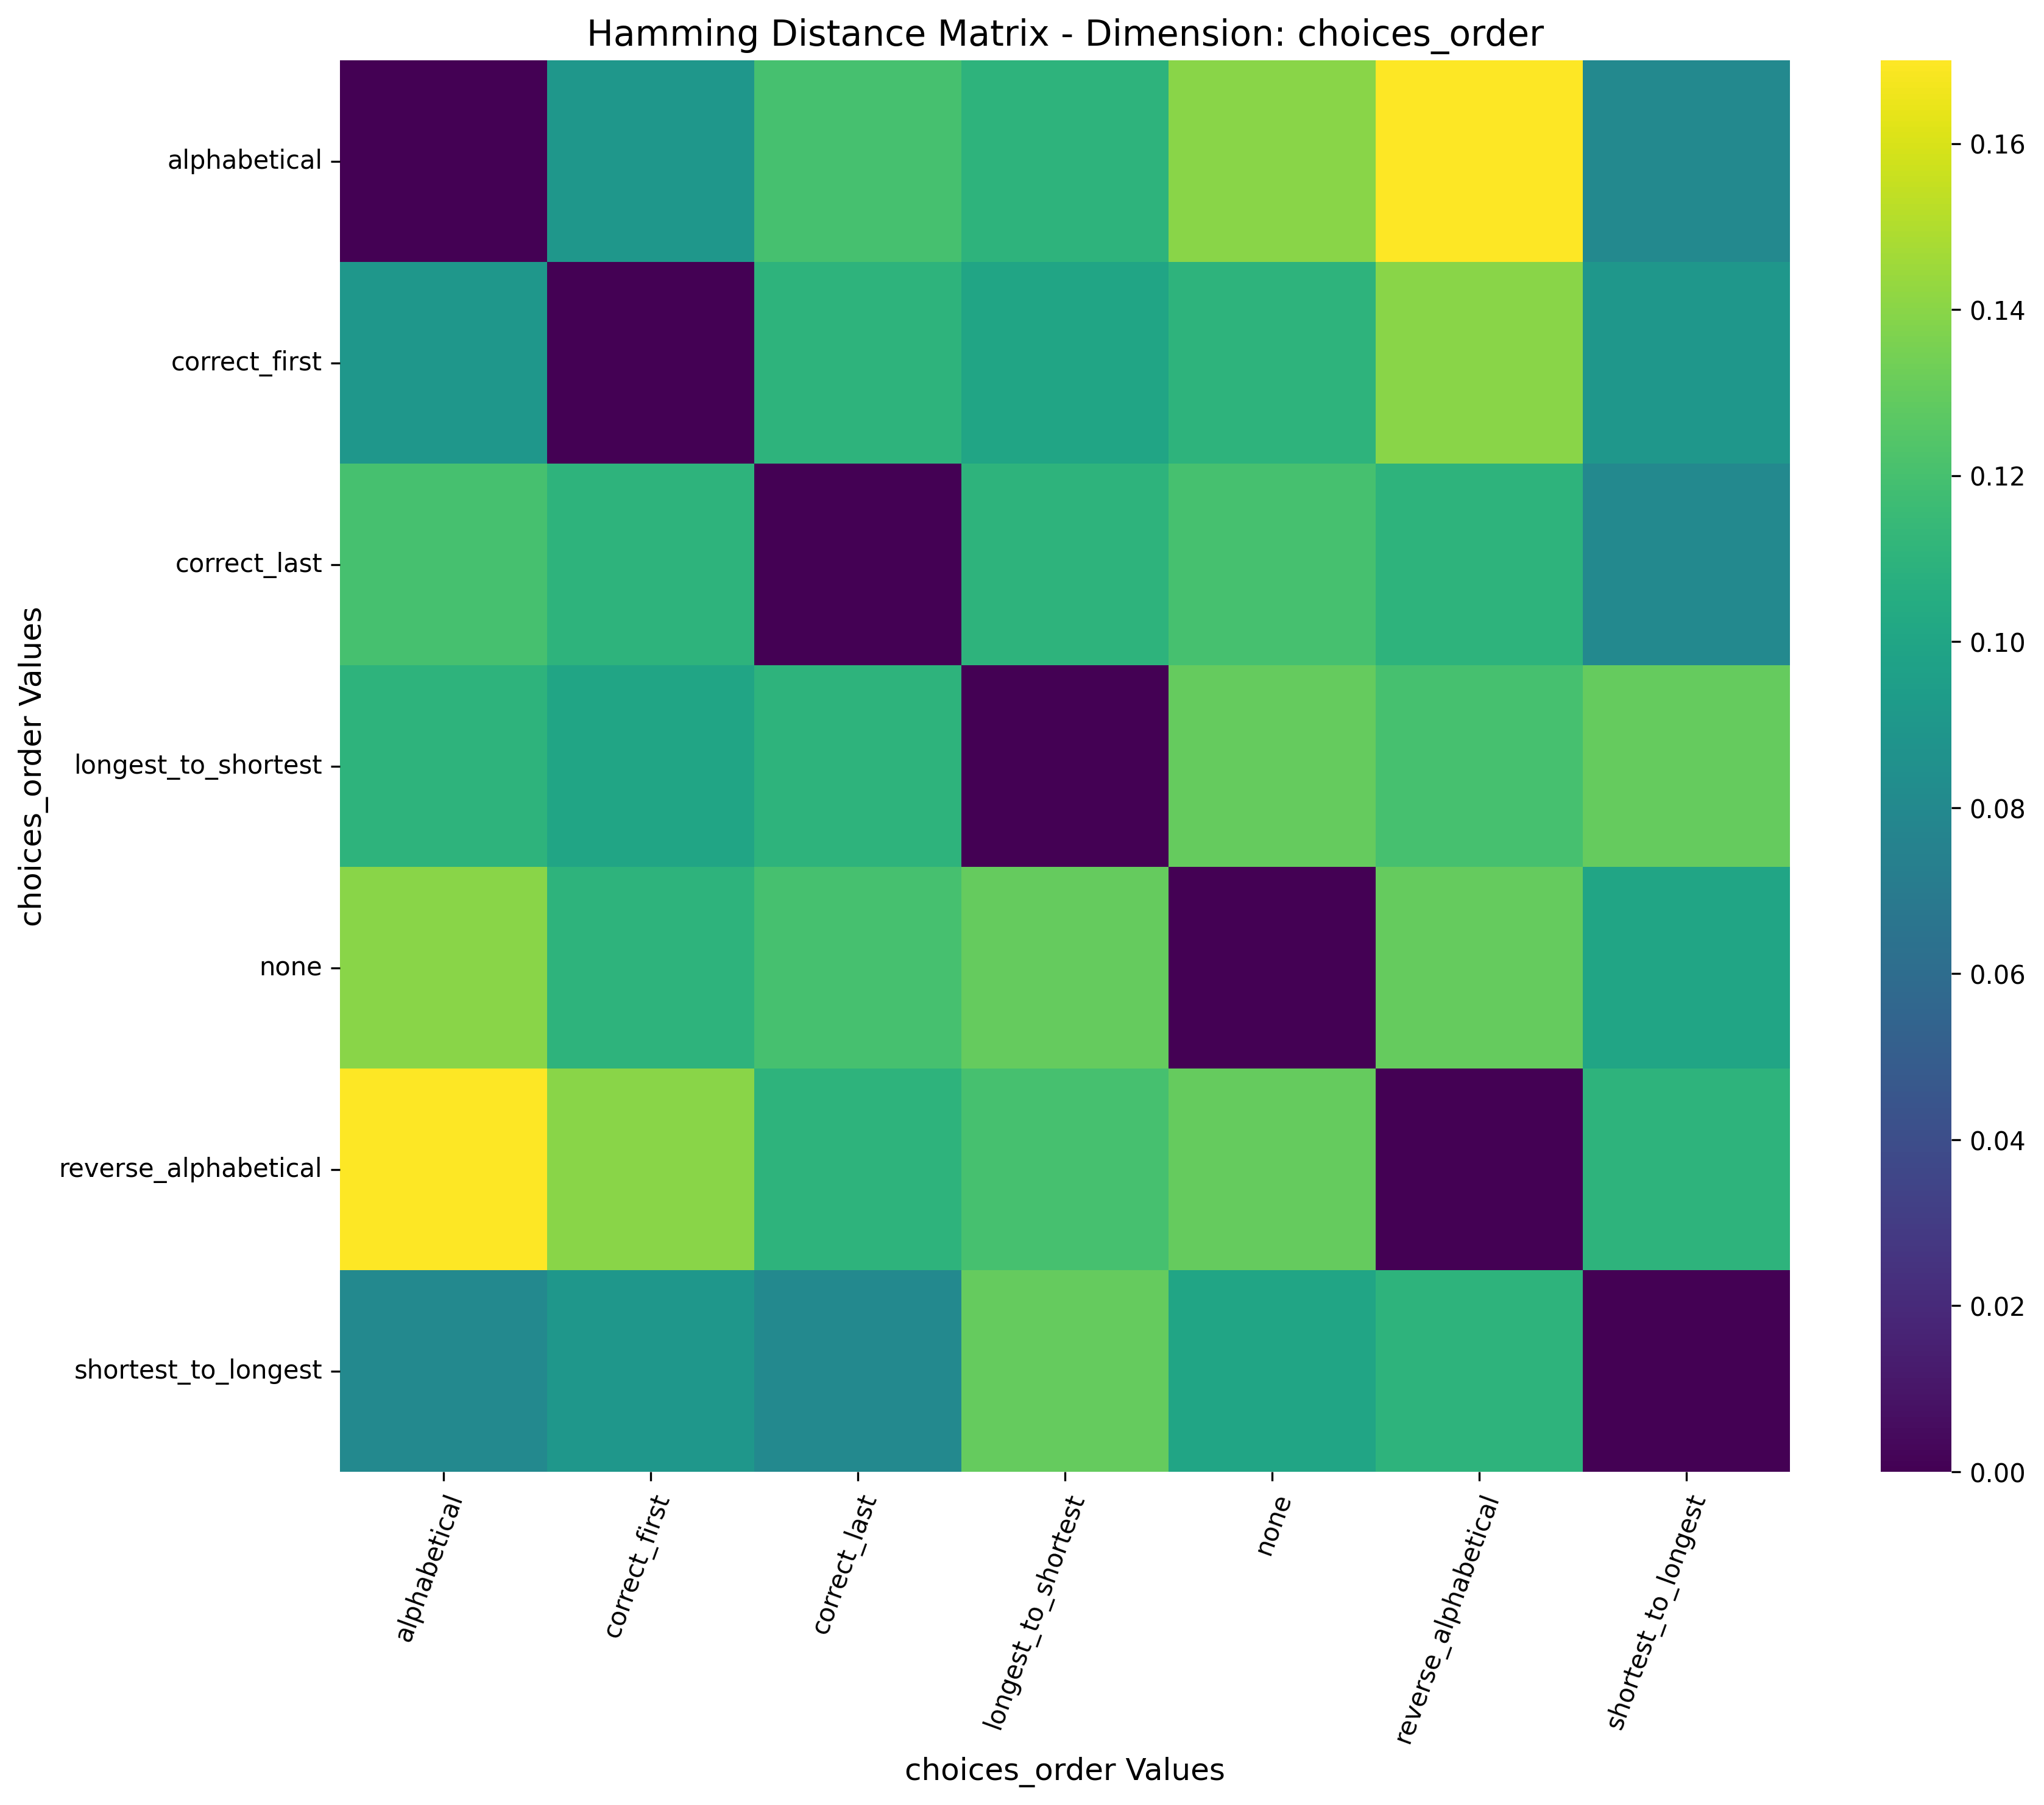 Hamming Distance Matrix - Dimension: choices_order
choices_order Values
alphabetical
correct_first
correct_last
longest_to_shortest
none
reverse_alphabetical
shortest_to_longest
alphabetical
correct_first
correct_last
longest_to_shortest
none
reverse_alphabetical
shortest_to_longest
choices_order Values
0.16
0.14
0.12
0.10
0.08
0.06
0.04
0.02
0.00